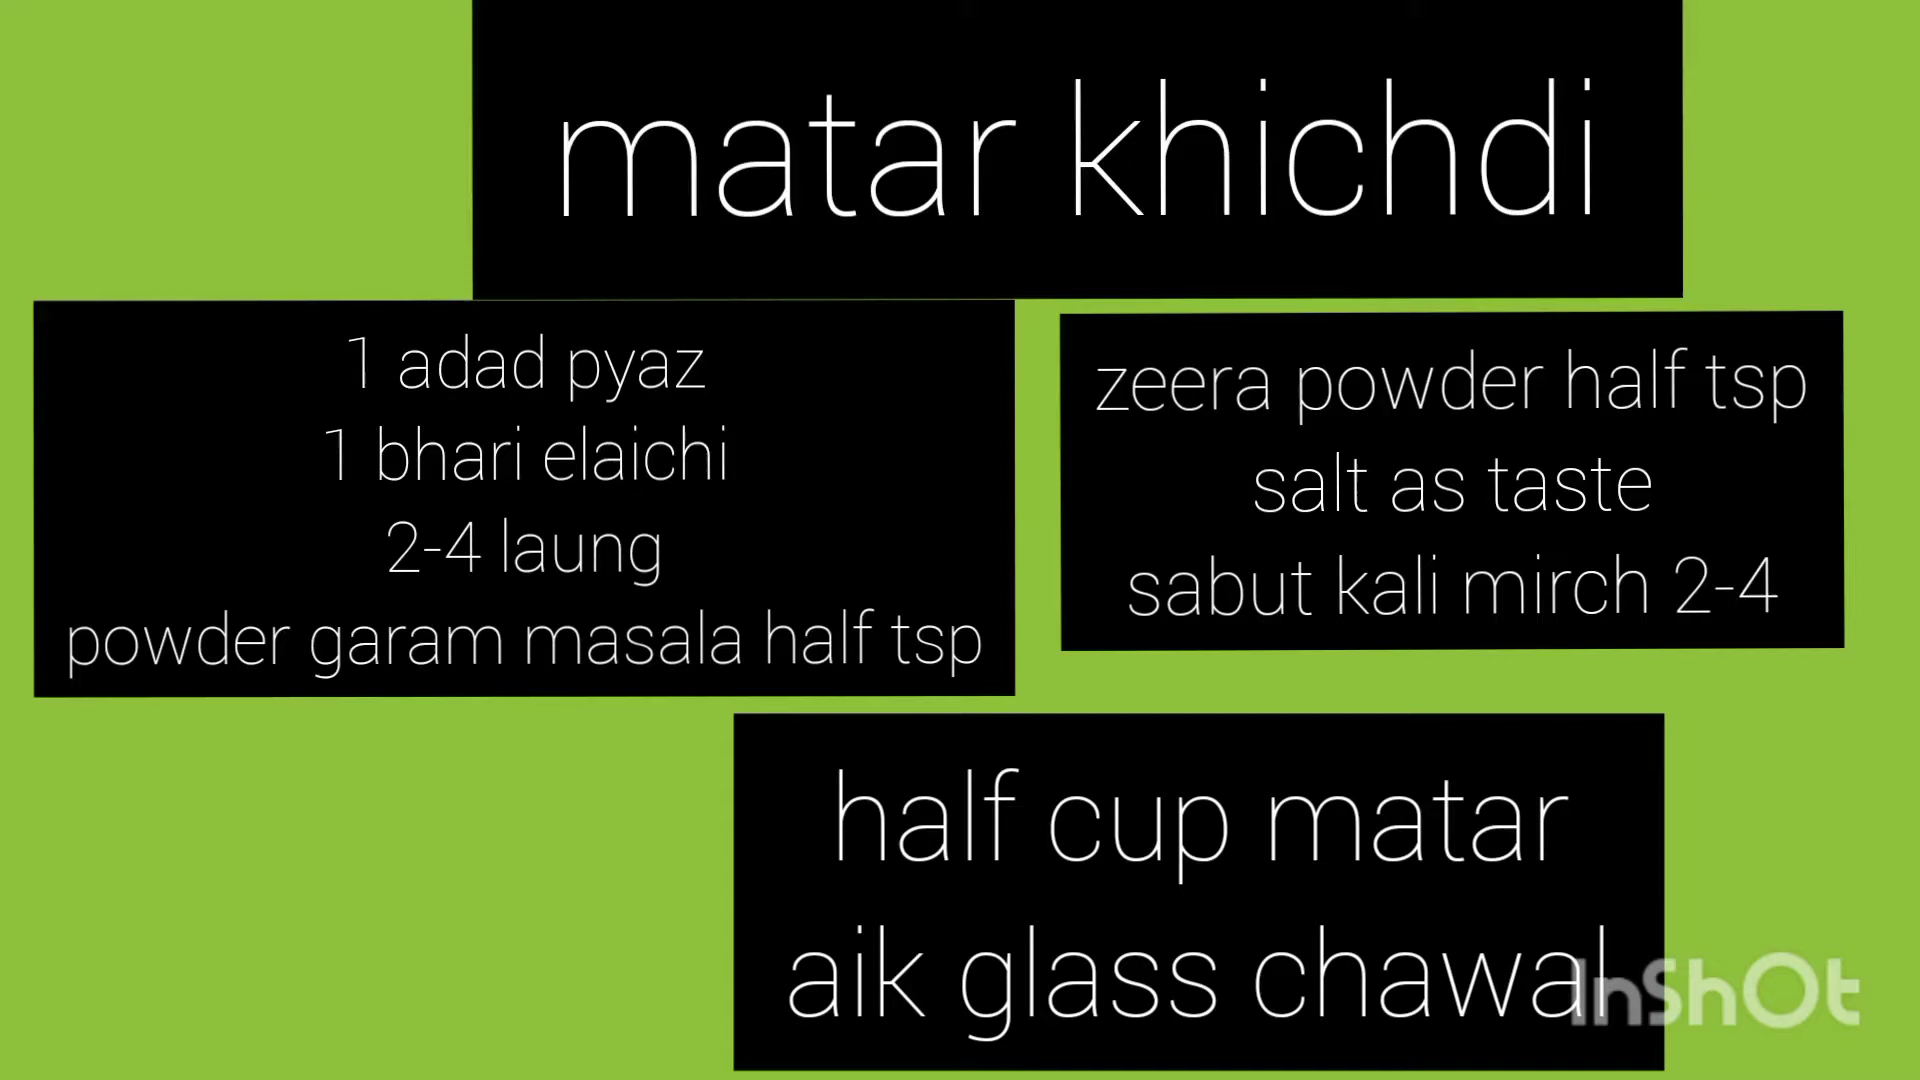 matar khichdi
1 adad pyaz
1 bhari elaichi
2-4 laung
powder garam masala half tsp
zeera powder half tsp
salt as taste
sabut kali mirch 2-4
half cup matar
aik glass chawal
InShOt